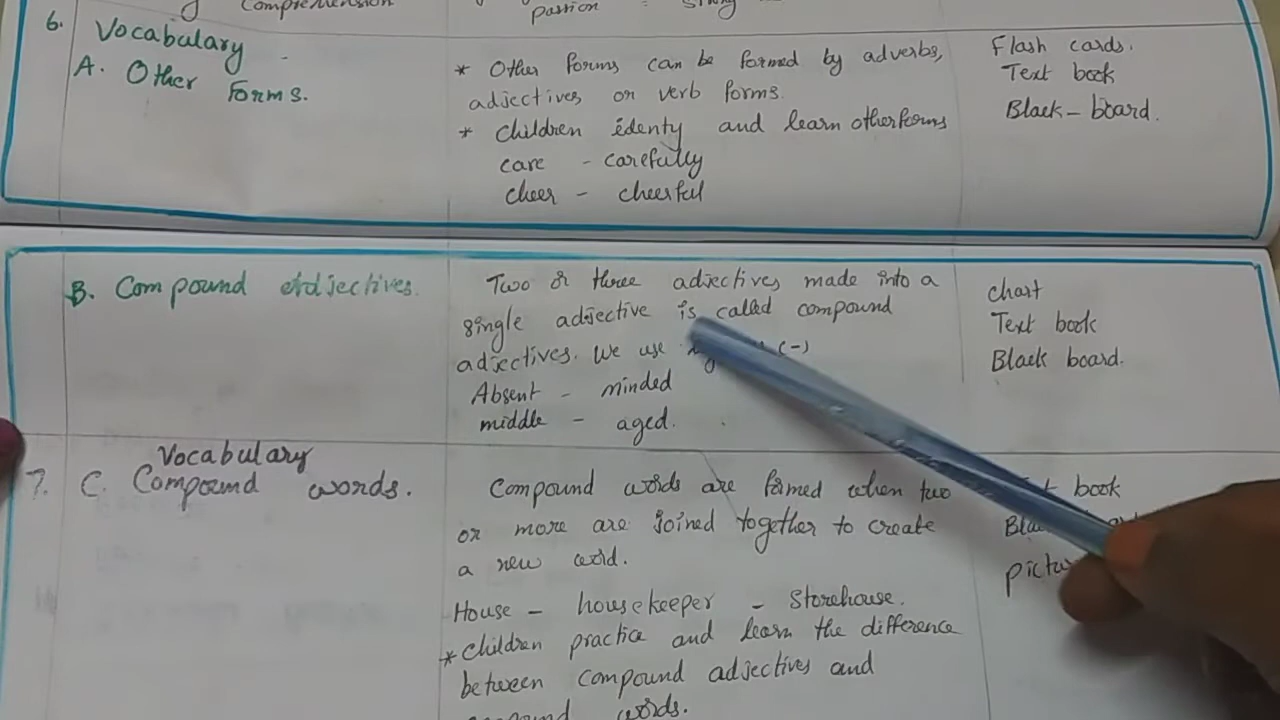 Comprehension
passion = strong
6. Vocabulary
A. Other Forms.
* Other forms can be formed by adverbs,
adjectives or verb forms.
* Children identy and learn otherforms
care - carefully
cheer - cheerful
Flash cards.
Text book
Black-board.
B. Compound Adjectives.
Two or three adjectives made into a
single adjective is called compound
adjectives. We use (-)
Absent - minded
middle - aged.
chart
Text book
Black board.
7. Vocabulary
C. Compound words.
Compound words are formed when two
or more are joined together to create
a new word.
House - housekeeper - Storehouse.
* Children practice and learn the difference
between compound adjectives and
words.
book